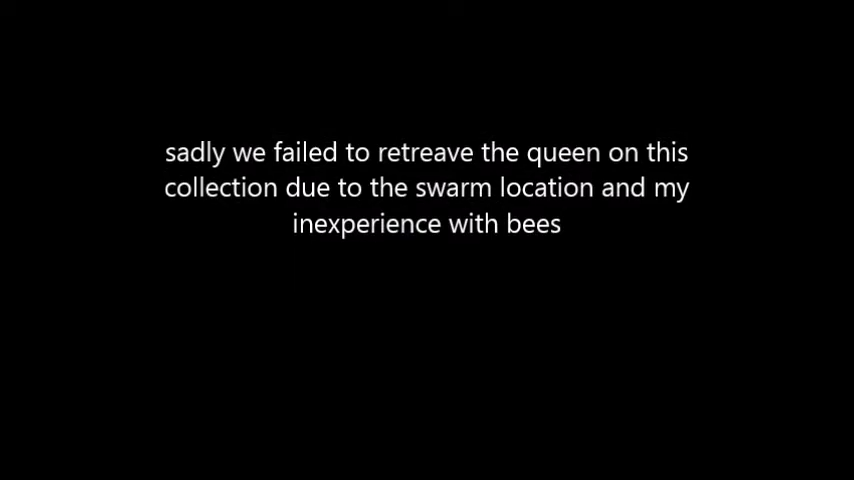 sadly we failed to retreave the queen on this
collection due to the swarm location and my
inexperience with bees